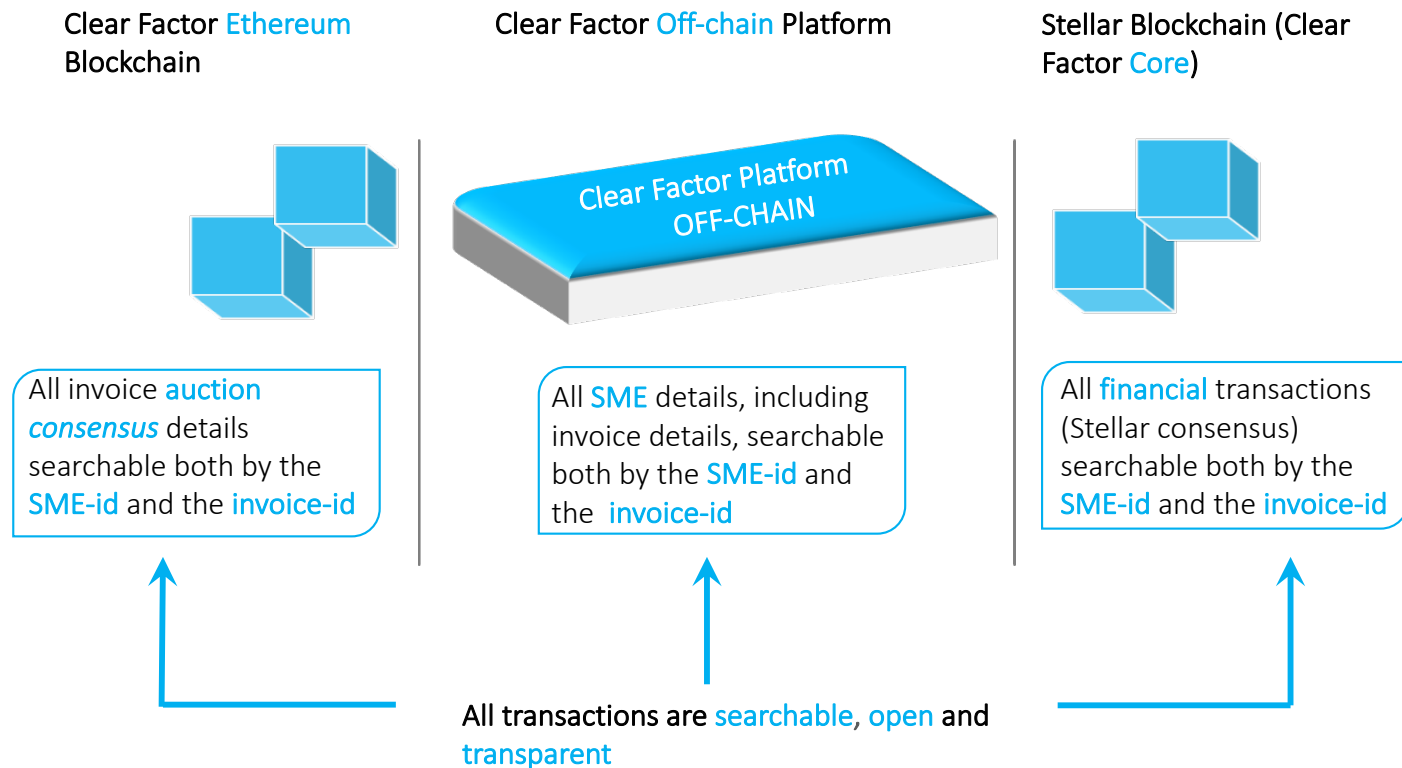 Clear Factor Ethereum
Blockchain
Clear Factor Off-chain Platform
Stellar Blockchain (Clear
Factor Core)
Clear Factor Platform
OFF-CHAIN
All invoice auction
consensus details
searchable both by the
SME-id and the invoice-id
All SME details, including
invoice details, searchable
both by the SME-id and
the invoice-id
All financial transactions
(Stellar consensus)
searchable both by the
SME-id and the invoice-id
All transactions are searchable, open and
transparent